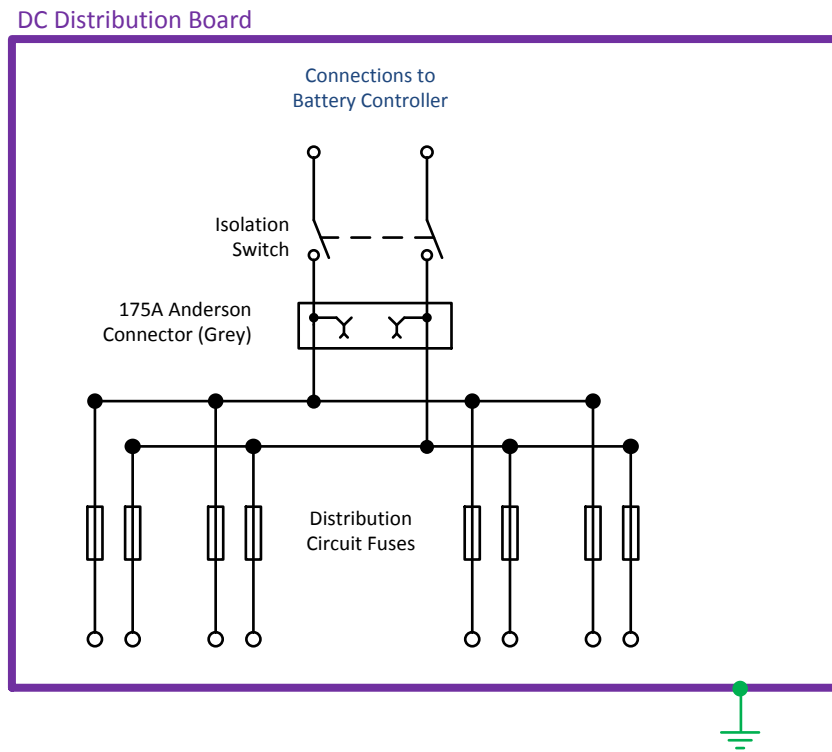 DC Distribution Board
Connections to
Battery Controller
Isolation
Switch
175A Anderson
Connector (Grey)
Distribution
Circuit Fuses